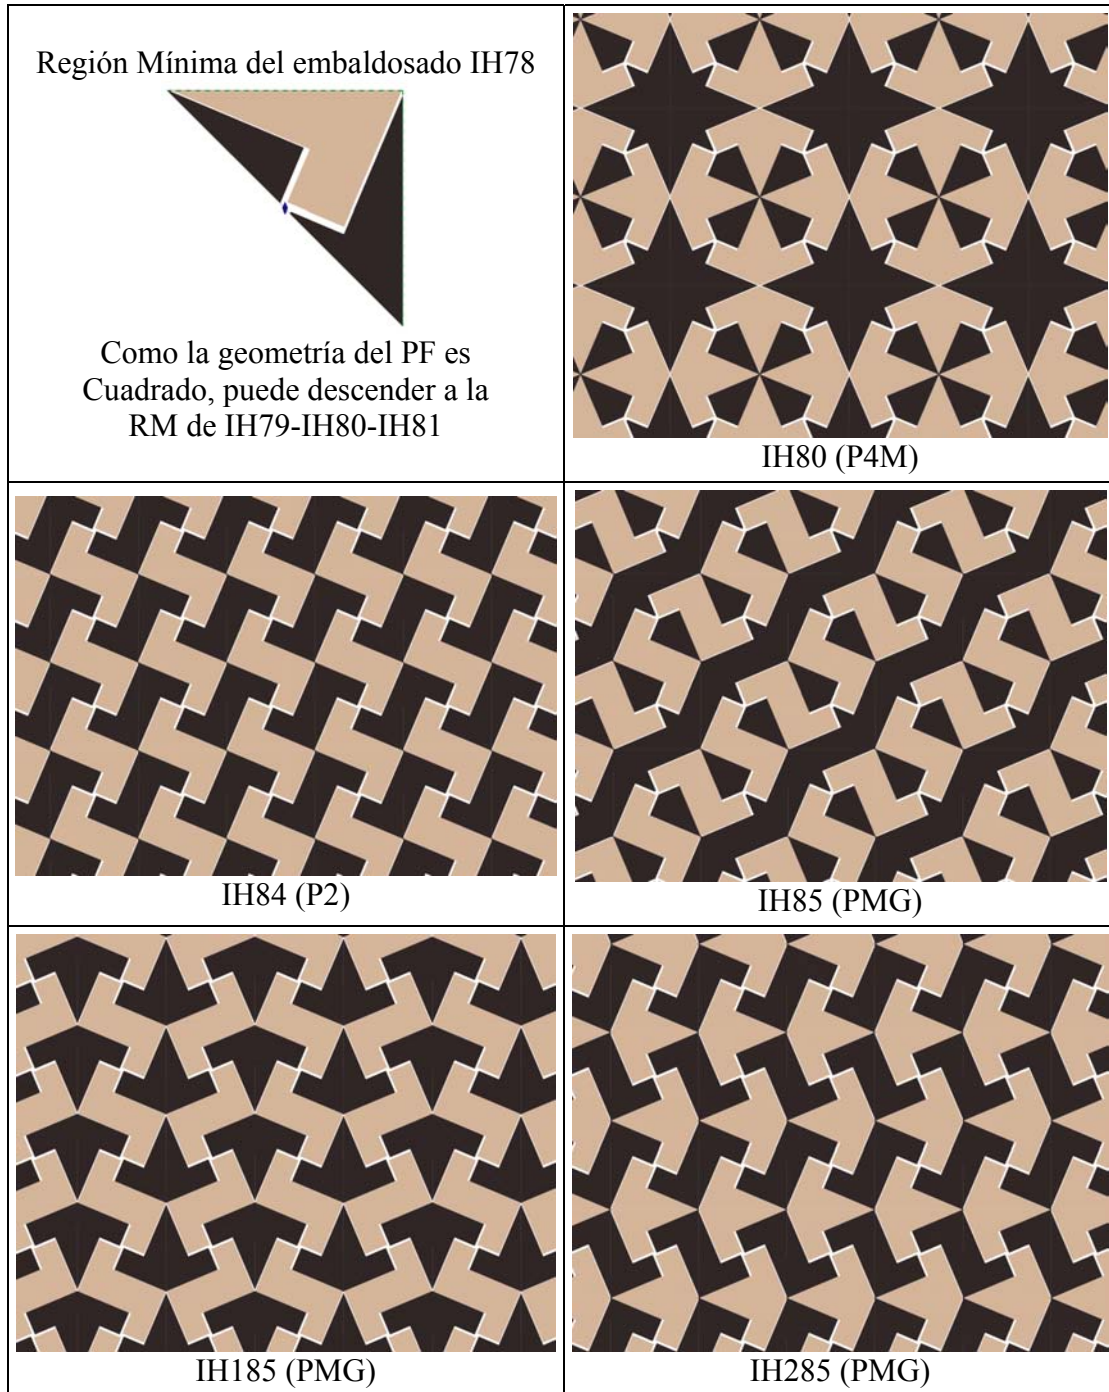 Región Mínima del embaldosado IH78
Como la geometría del PF es
Cuadrado, puede descender a la
RM de IH79-IH80-IH81
IH80 (P4M)
IH84 (P2)
IH85 (PMG)
IH185 (PMG)
IH285 (PMG)